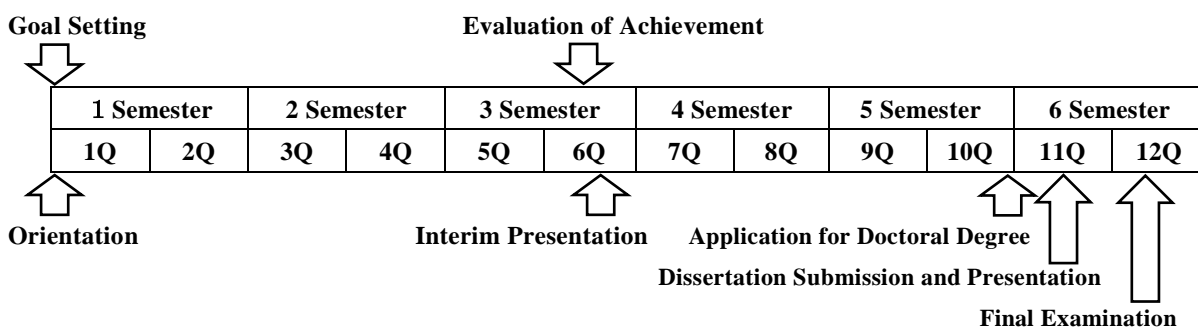 Goal Setting Evaluation of Achievement
1 Semester 2 Semester 3 Semester 4 Semester 5 Semester 6 Semester
1Q 2Q 3Q 4Q 5Q 6Q 7Q 8Q 9Q 10Q 11Q 12Q
Orientation Interim Presentation Application for Doctoral Degree
Dissertation Submission and Presentation
Final Examination